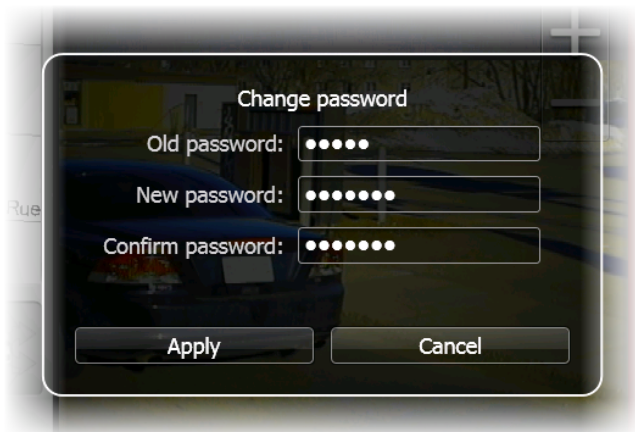 Change password
Old password: •••••
New password: •••••••
Confirm password: •••••••
Apply Cancel
Rue